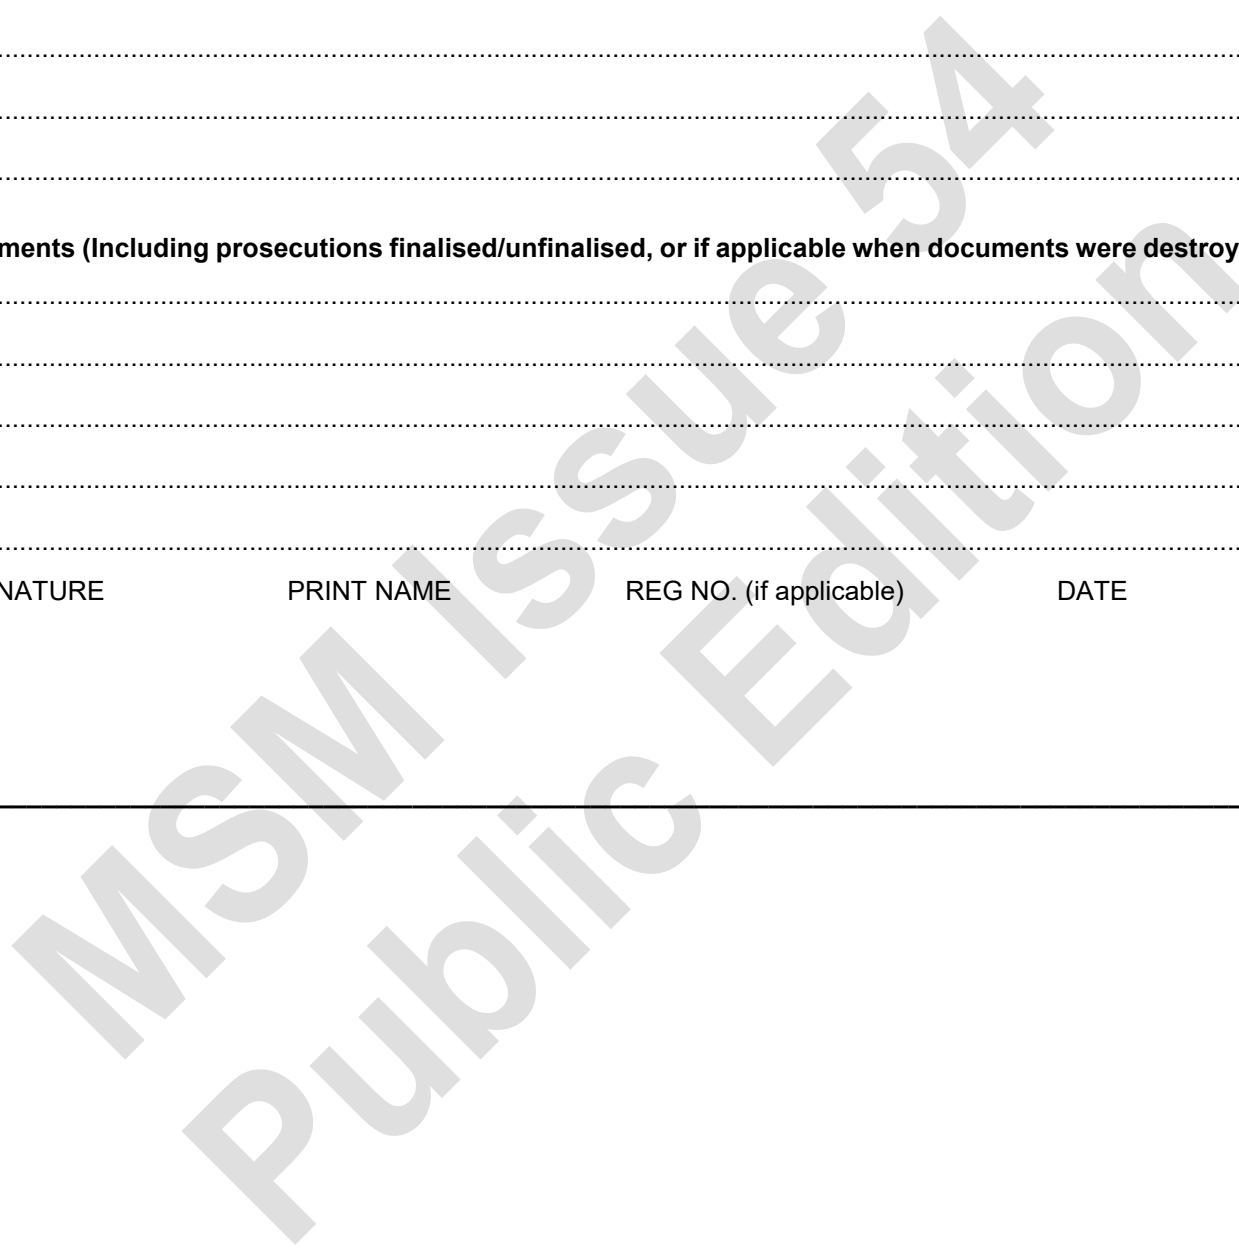 ments (Including prosecutions finalised/unfinalised, or if applicable when documents were destroy
NATURE PRINT NAME REG NO. (if applicable) DATE
MSM Issue 54
Public Edition